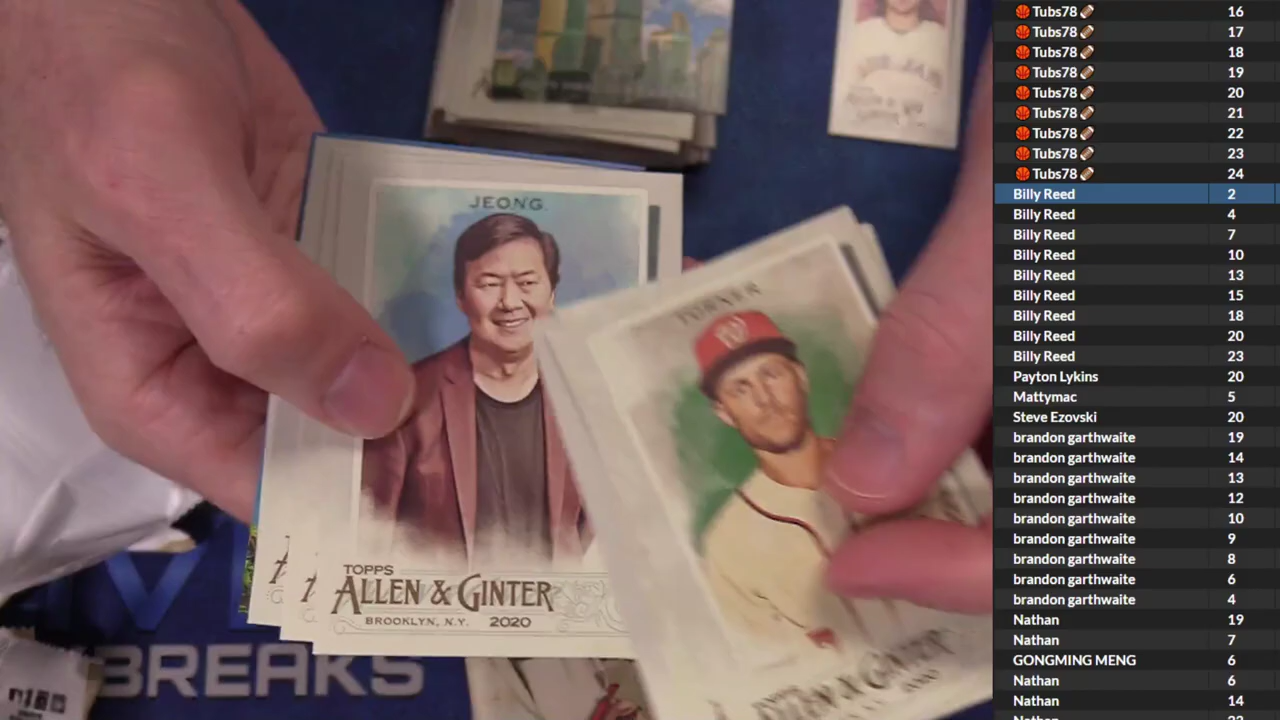 JEONG
TOPPS
ALLEN & GINTER
BROOKLYN, N.Y. 2020
TURNER
W
BREAKS
🏀 Tubs78 🏈 16
🏀 Tubs78 🏈 17
🏀 Tubs78 🏈 18
🏀 Tubs78 🏈 19
🏀 Tubs78 🏈 20
🏀 Tubs78 🏈 21
🏀 Tubs78 🏈 22
🏀 Tubs78 🏈 23
🏀 Tubs78 🏈 24
Billy Reed 2
Billy Reed 4
Billy Reed 7
Billy Reed 10
Billy Reed 13
Billy Reed 15
Billy Reed 18
Billy Reed 20
Billy Reed 23
Payton Lykins 20
Mattymac 5
Steve Ezovski 20
brandon garthwaite 19
brandon garthwaite 14
brandon garthwaite 13
brandon garthwaite 12
brandon garthwaite 10
brandon garthwaite 9
brandon garthwaite 8
brandon garthwaite 6
brandon garthwaite 4
Nathan 19
Nathan 7
GONGMING MENG 6
Nathan 6
Nathan 14
Nathan